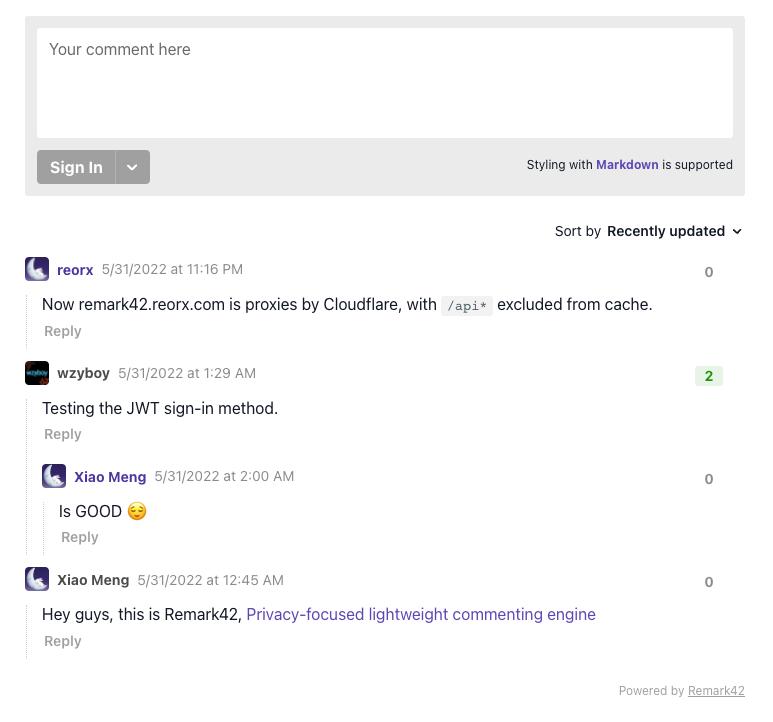 Your comment here
Sign In
Styling with Markdown is supported
Sort by Recently updated
reorx 5/31/2022 at 11:16 PM 0
Now remark42.reorx.com is proxies by Cloudflare, with /api* excluded from cache.
Reply
wzyboy wzyboy 5/31/2022 at 1:29 AM 2
Testing the JWT sign-in method.
Reply
Xiao Meng 5/31/2022 at 2:00 AM 0
Is GOOD 😌
Reply
Xiao Meng 5/31/2022 at 12:45 AM 0
Hey guys, this is Remark42, Privacy-focused lightweight commenting engine
Reply
Powered by Remark42